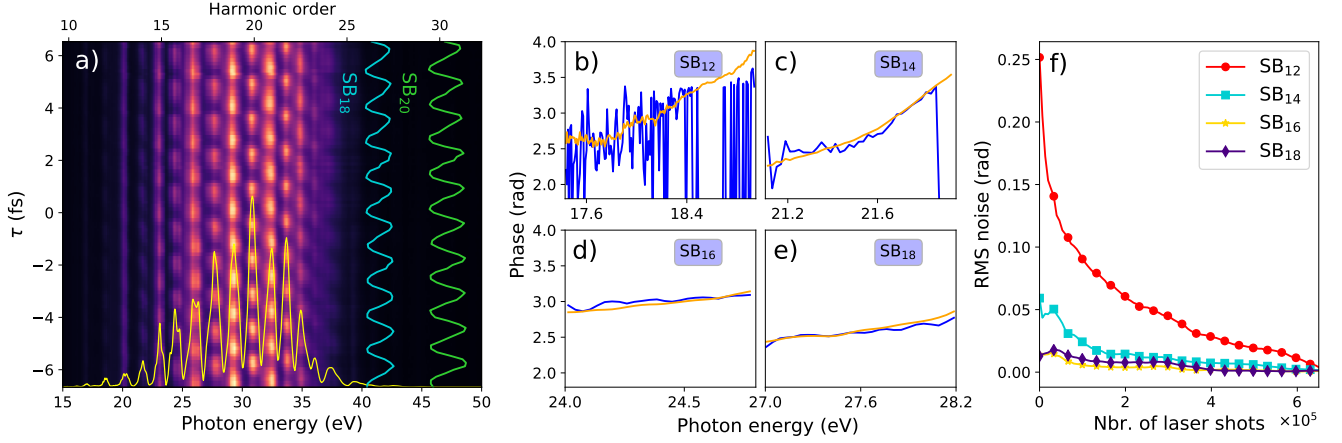 Harmonic order
10 15 20 25 30
a)
SB18
SB20
τ (fs)
6
4
2
0
−2
−4
−6
15 20 25 30 35 40 45 50
Photon energy (eV)
Phase (rad)
b)
SB12
4.0
3.5
3.0
2.5
2.0
17.6 18.4
c)
SB14
21.2 21.6
d)
SB16
4.0
3.5
3.0
2.5
2.0
24.0 24.5
e)
SB18
27.0 27.6 28.2
Photon energy (eV)
f)
RMS noise (rad)
0.25
0.20
0.15
0.10
0.05
0.00
SB12
SB14
SB16
SB18
0 2 4 6
×10⁵
Nbr. of laser shots